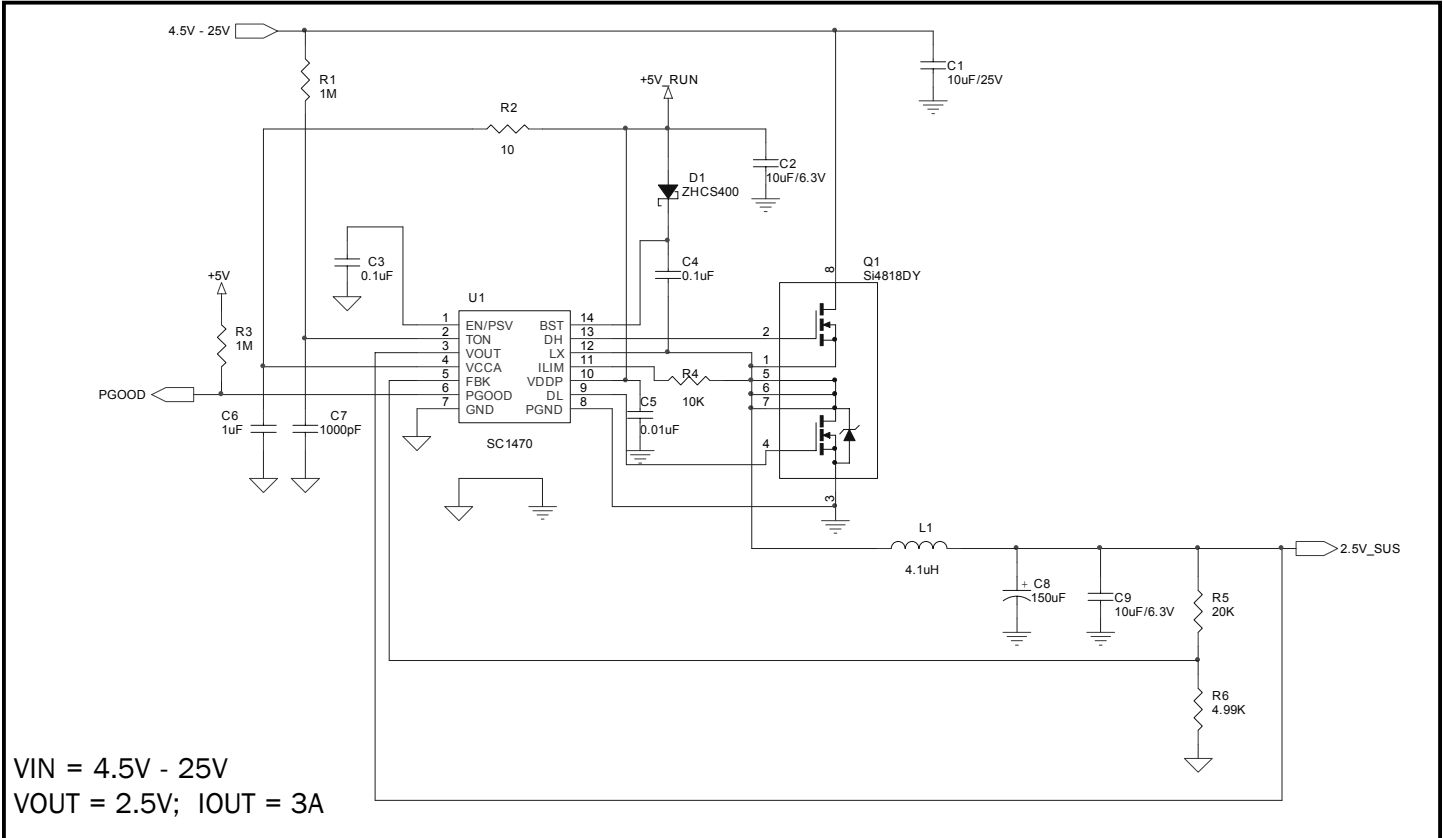 4.5V - 25V
R1
1M
C1
10uF/25V
+5V_RUN
R2
10
C2
10uF/6.3V
D1
ZHCS400
C3
0.1uF
C4
0.1uF
Q1
Si4818DY
8
+5V
R3
1M
U1
1 EN/PSV BST 14
2 TON DH 13
3 VOUT LX 12
4 VCCA ILIM 11
5 FBK VDDP 10
6 PGOOD DL 9
7 GND PGND 8
SC1470
2
1
5
6
7
4
3
R4
10K
C5
0.01uF
PGOOD
C6
1uF
C7
1000pF
L1
4.1uH
2.5V_SUS
+ C8
150uF
C9
10uF/6.3V
R5
20K
R6
4.99K
VIN = 4.5V - 25V
VOUT = 2.5V; IOUT = 3A